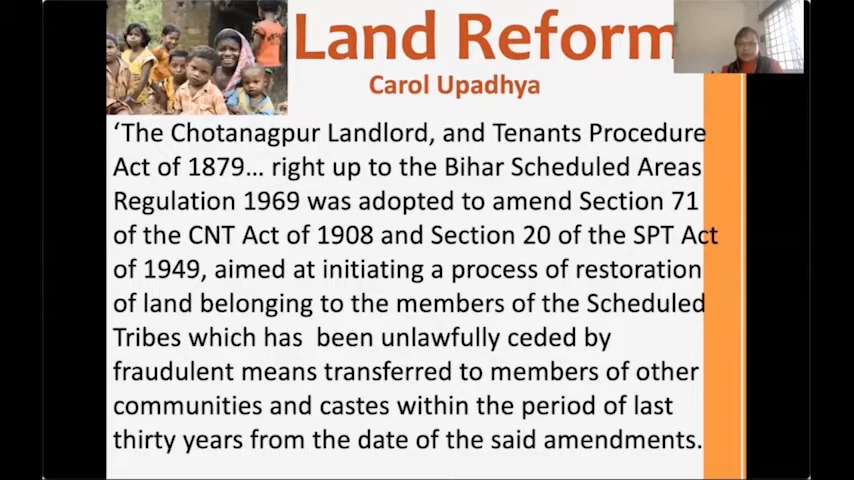 Land Reform
Carol Upadhya
‘The Chotanagpur Landlord, and Tenants Procedure
Act of 1879... right up to the Bihar Scheduled Areas
Regulation 1969 was adopted to amend Section 71
of the CNT Act of 1908 and Section 20 of the SPT Act
of 1949, aimed at initiating a process of restoration
of land belonging to the members of the Scheduled
Tribes which has  been unlawfully ceded by
fraudulent means transferred to members of other
communities and castes within the period of last
thirty years from the date of the said amendments.